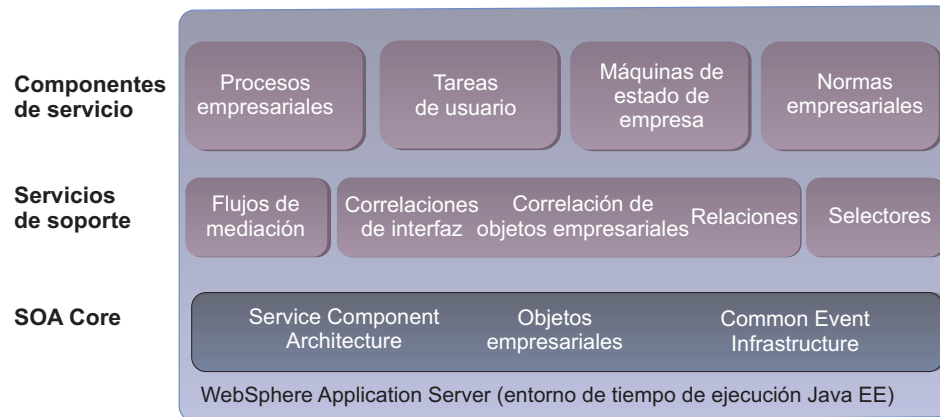 Componentes
de servicio
Procesos
empresariales
Tareas
de usuario
Máquinas de
estado de
empresa
Normas
empresariales
Servicios
de soporte
Flujos de
mediación
Correlaciones
de interfaz
Correlación de
objetos empresariales
Relaciones
Selectores
SOA Core
Service Component
Architecture
Objetos
empresariales
Common Event
Infrastructure
WebSphere Application Server (entorno de tiempo de ejecución Java EE)